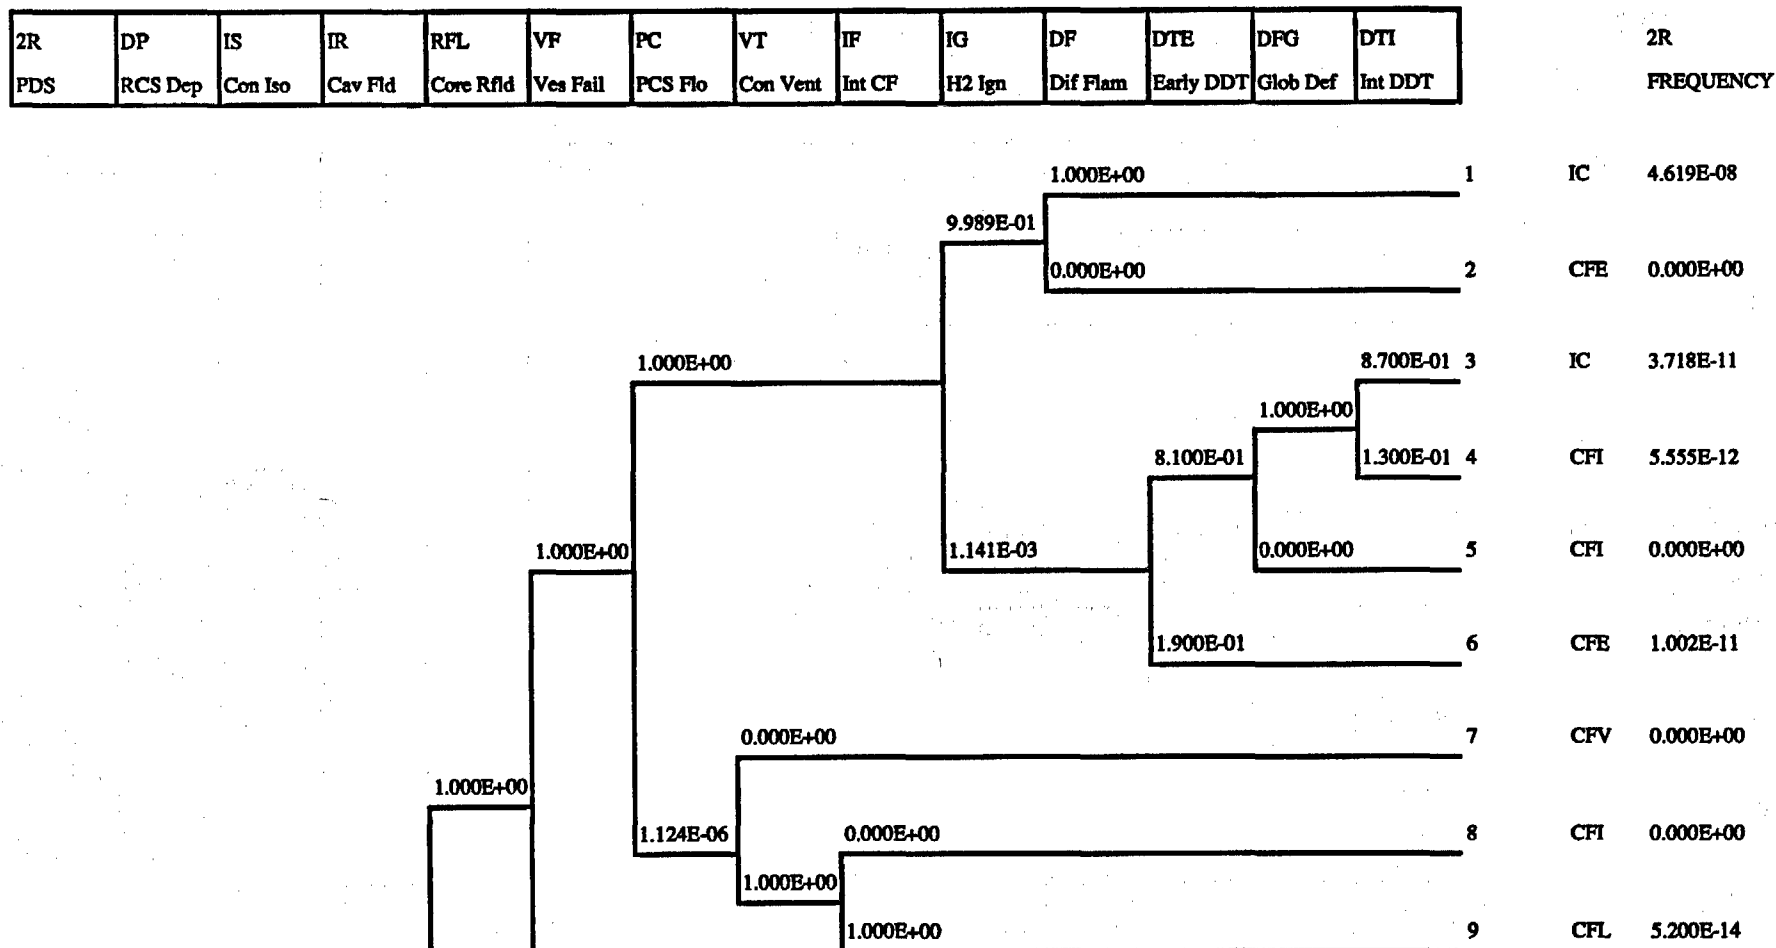 2R DP IS IR RFL VF PC VT IF IG DF DTE DFG DTI 2R
PDS RCS Dep Con Iso Cav Fld Core Rfld Ves Fail PCS Flo Con Vent Int CF H2 Ign Dif Flam Early DDT Glob Def Int DDT FREQUENCY
1.000E+00 1 IC 4.619E-08
9.989E-01
0.000E+00 2 CFE 0.000E+00
1.000E+00 8.700E-01 3 IC 3.718E-11
1.000E+00
8.100E-01 1.300E-01 4 CFI 5.555E-12
1.000E+00 1.141E-03 0.000E+00 5 CFI 0.000E+00
1.900E-01 6 CFE 1.002E-11
0.000E+00 7 CFV 0.000E+00
1.000E+00
1.124E-06 0.000E+00 8 CFI 0.000E+00
1.000E+00
1.000E+00 9 CFL 5.200E-14